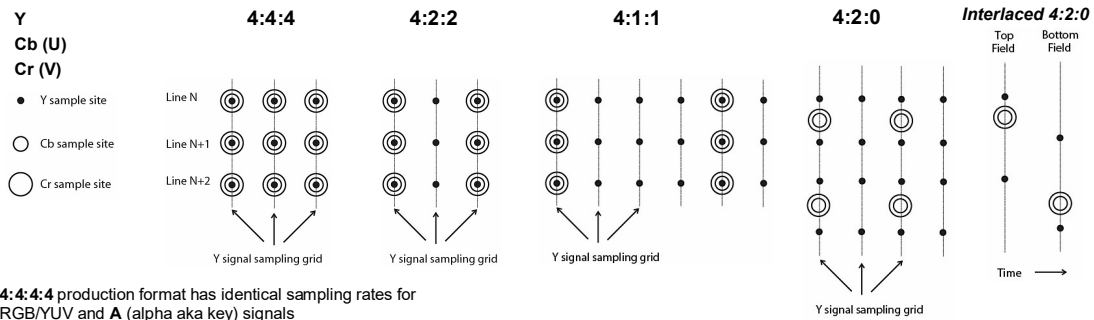 Y
Cb (U)
Cr (V)
Y sample site
Cb sample site
Cr sample site
4:4:4
Line N
Line N+1
Line N+2
Y signal sampling grid
4:2:2
Y signal sampling grid
4:1:1
Y signal sampling grid
4:2:0
Y signal sampling grid
Interlaced 4:2:0
Top
Field
Bottom
Field
Time
4:4:4:4 production format has identical sampling rates for
RGB/YUV and A (alpha aka key) signals